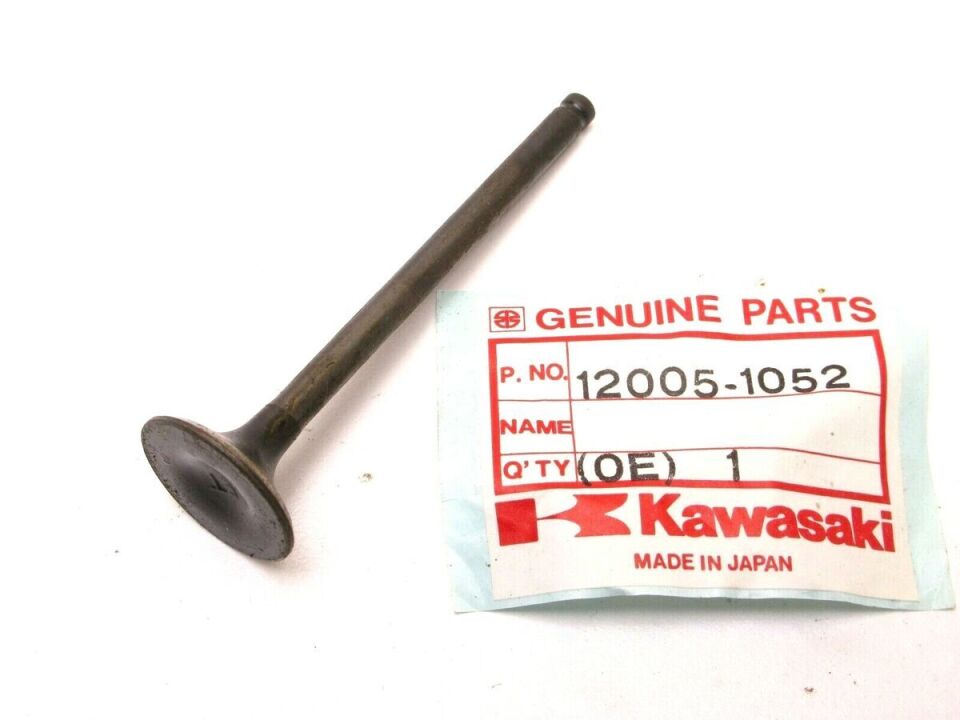 GENUINE PARTS
P. NO. 12005-1052
NAME
Q'TY (OE) 1
Kawasaki
MADE IN JAPAN